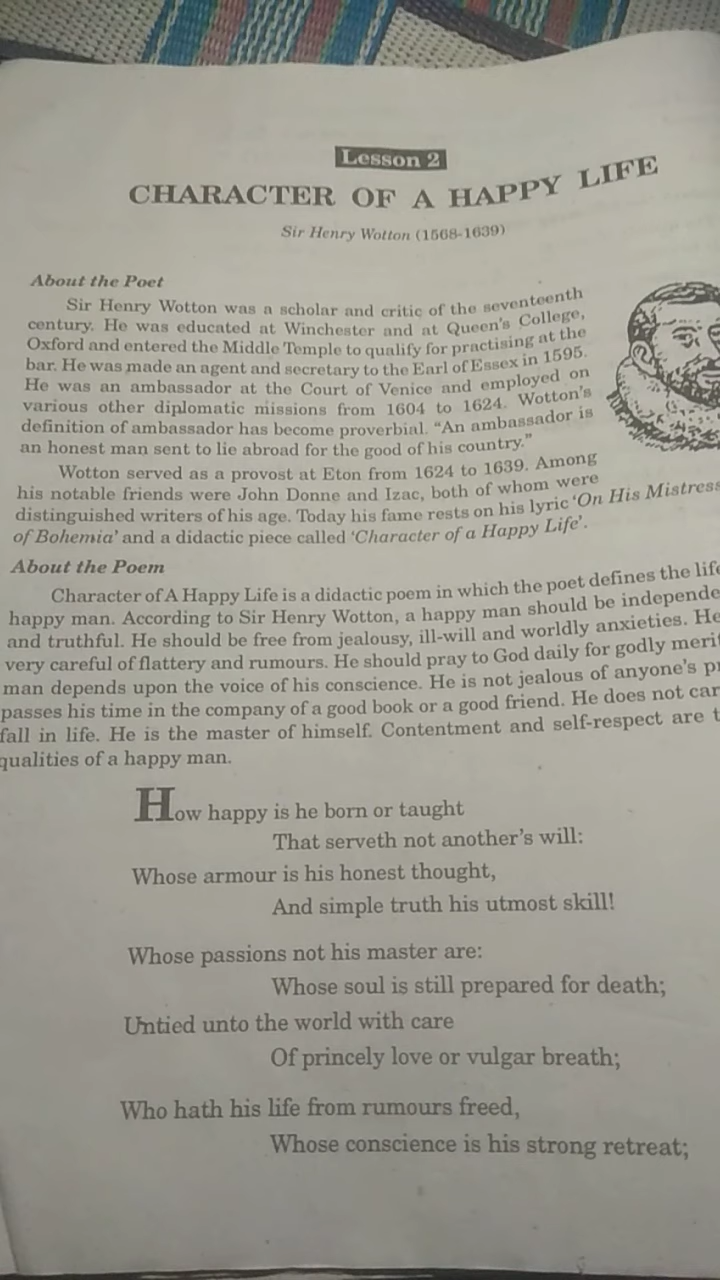 Lesson 2
CHARACTER OF A HAPPY LIFE
Sir Henry Wotton (1568-1639)
About the Poet
Sir Henry Wotton was a scholar and critic of the seventeenth
century. He was educated at Winchester and at Queen's College,
Oxford and entered the Middle Temple to qualify for practising at the
bar. He was made an agent and secretary to the Earl of Essex in 1595.
He was an ambassador at the Court of Venice and employed on
various other diplomatic missions from 1604 to 1624. Wotton's
definition of ambassador has become proverbial. "An ambassador is
an honest man sent to lie abroad for the good of his country."
Wotton served as a provost at Eton from 1624 to 1639. Among
his notable friends were John Donne and Izac, both of whom were
distinguished writers of his age. Today his fame rests on his lyric 'On His Mistress
of Bohemia' and a didactic piece called 'Character of a Happy Life'.
About the Poem
Character of A Happy Life is a didactic poem in which the poet defines the
happy man. According to Sir Henry Wotton, a happy man should be
and truthful. He should be free from jealousy, ill-will and worldly anxieties. He
very careful of flattery and rumours. He should pray to God daily for godly
man depends upon the voice of his conscience. He is not jealous of anyone's
passes his time in the company of a good book or a good friend. He does not
fall in life. He is the master of himself. Contentment and self-respect are
qualities of a happy man.
How happy is he born or taught
That serveth not another's will:
Whose armour is his honest thought,
And simple truth his utmost skill!
Whose passions not his master are:
Whose soul is still prepared for death;
Untied unto the world with care
Of princely love or vulgar breath;
Who hath his life from rumours freed,
Whose conscience is his strong retreat;